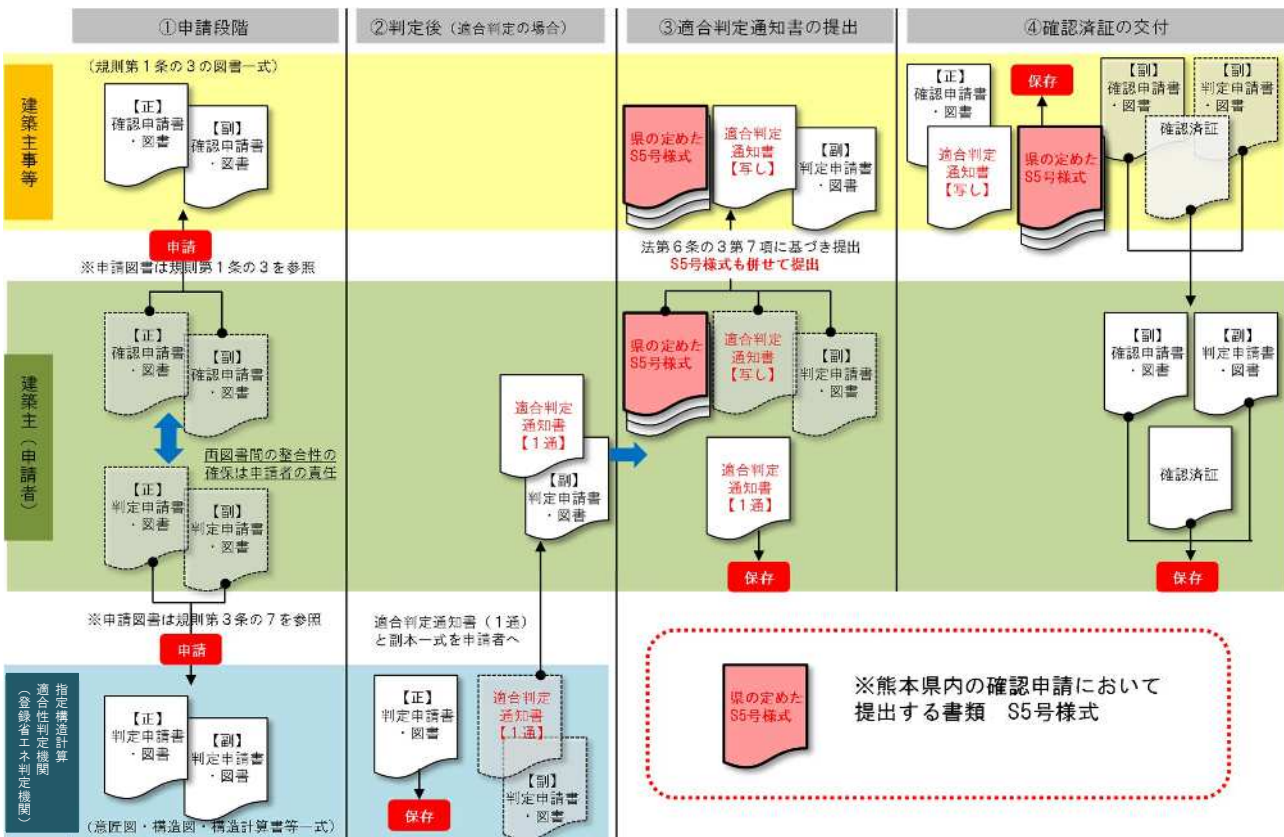 ①申請段階
②判定後（適合判定の場合）
③適合判定通知書の提出
④確認済証の交付
建築主事等
(規則第1条の3の図書一式)
【正】
確認申請書
・図書
【副】
確認申請書
・図書
申請
※申請図書は規則第1条の3を参照
県の定めた
S5号様式
適合判定
通知書
【写し】
【副】
判定申請書
・図書
法第6条の3第7項に基づき提出
S5号様式も併せて提出
【正】
確認申請書
・図書
適合判定
通知書
【写し】
保存
県の定めた
S5号様式
【副】
確認申請書
・図書
【副】
判定申請書
・図書
確認済証
建築主（申請者）
【正】
確認申請書
・図書
【副】
確認申請書
・図書
両図書間の整合性の
確保は申請者の責任
【正】
判定申請書
・図書
【副】
判定申請書
・図書
※申請図書は規則第3条の7を参照
申請
適合判定
通知書
【1通】
【副】
判定申請書
・図書
適合判定通知書（1通）
と副本一式を申請者へ
県の定めた
S5号様式
適合判定
通知書
【写し】
【副】
判定申請書
・図書
適合判定
通知書
【1通】
保存
【副】
確認申請書
・図書
【副】
判定申請書
・図書
確認済証
保存
指定構造計算
適合性判定機関
（登録省エネ判定機関）
【正】
判定申請書
・図書
【副】
判定申請書
・図書
(意匠図・構造図・構造計算書等一式)
【正】
判定申請書
・図書
保存
適合判定
通知書
【1通】
【副】
判定申請書
・図書
県の定めた
S5号様式
※熊本県内の確認申請において
提出する書類　S5号様式